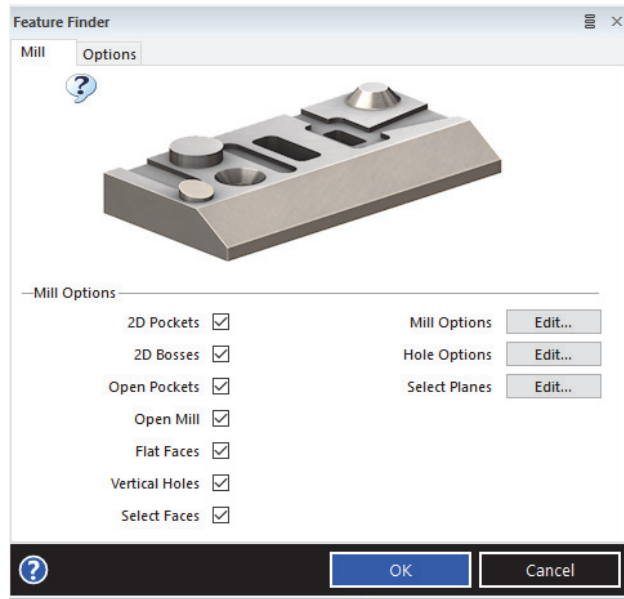 Feature Finder
Mill Options
Mill Options
2D Pockets Mill Options Edit...
2D Bosses Hole Options Edit...
Open Pockets Select Planes Edit...
Open Mill
Flat Faces
Vertical Holes
Select Faces
OK Cancel